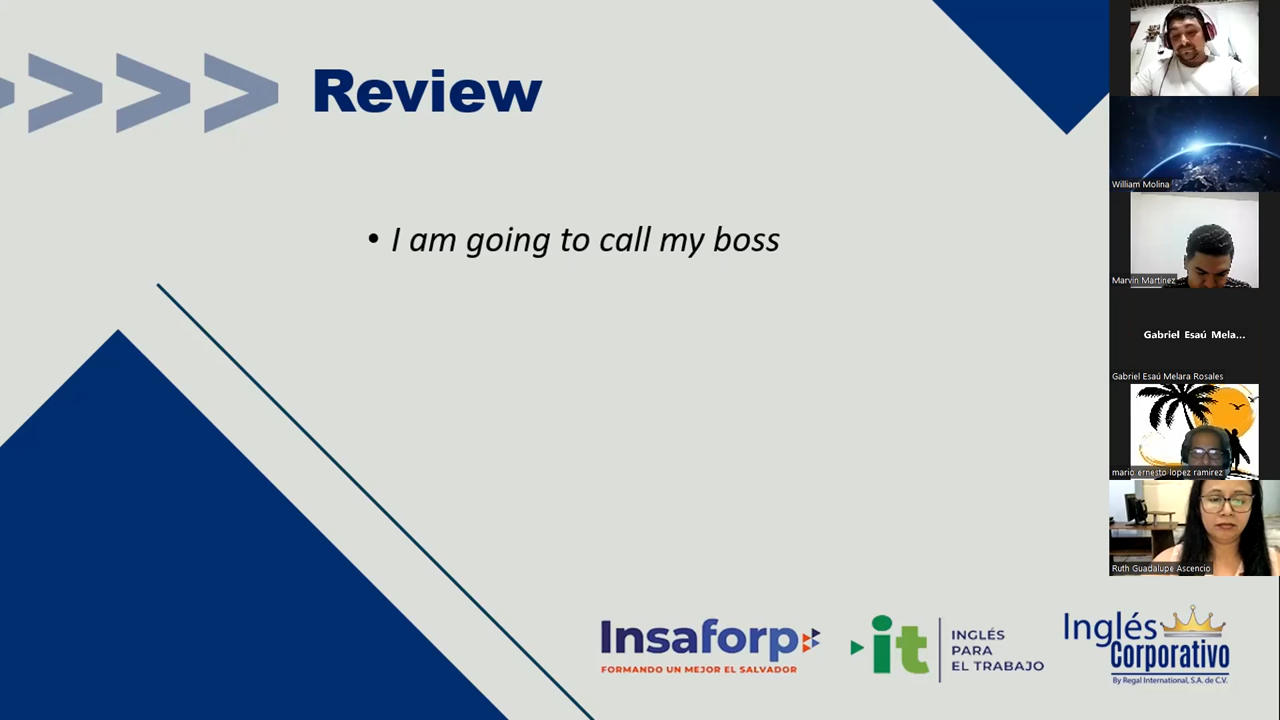 Review
• I am going to call my boss
William Molina
Marvin Martinez
Gabriel Esaú Mela...
Gabriel Esaú Melara Rosales
mario ernesto lopez ramirez
Ruth Guadalupe Ascencio
Insaforp
FORMANDO UN MEJOR EL SALVADOR
it
INGLÉS
PARA
EL TRABAJO
Inglés
Corporativo
By Regal International, S.A. de C.V.